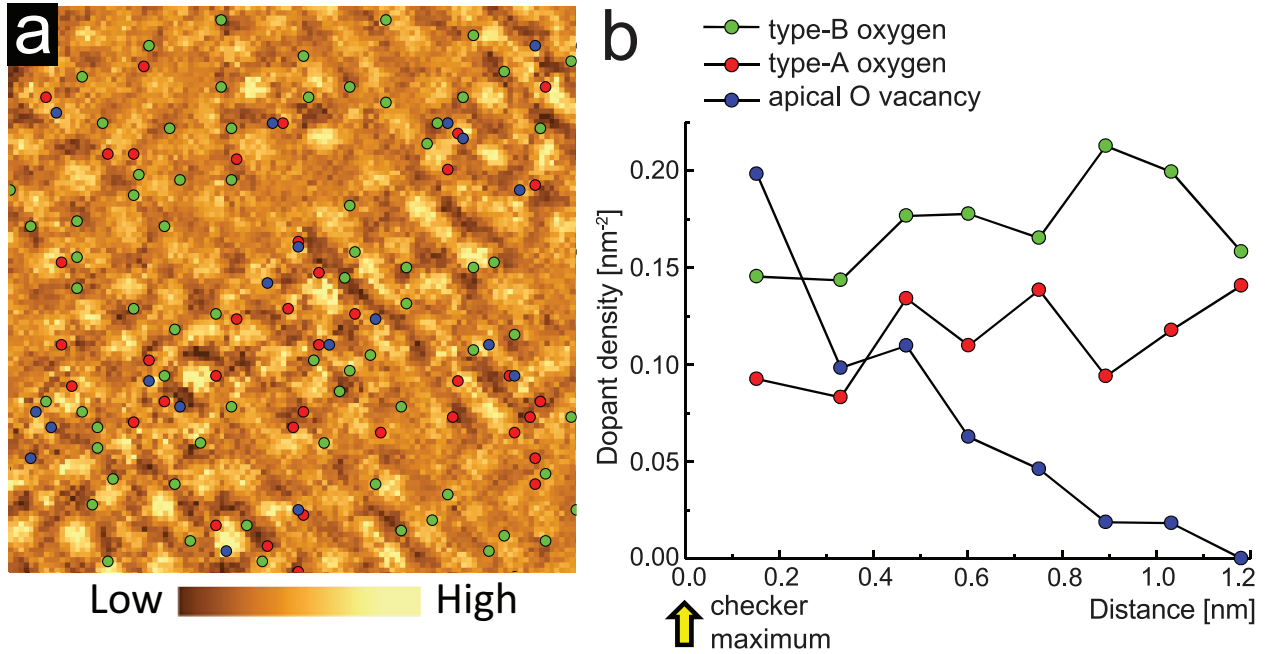 a
Low High
b
type-B oxygen
type-A oxygen
apical O vacancy
Dopant density [nm-2]
0.20
0.15
0.10
0.05
0.00
0.0 0.2 0.4 0.6 0.8 1.0 1.2
Distance [nm]
checker
maximum